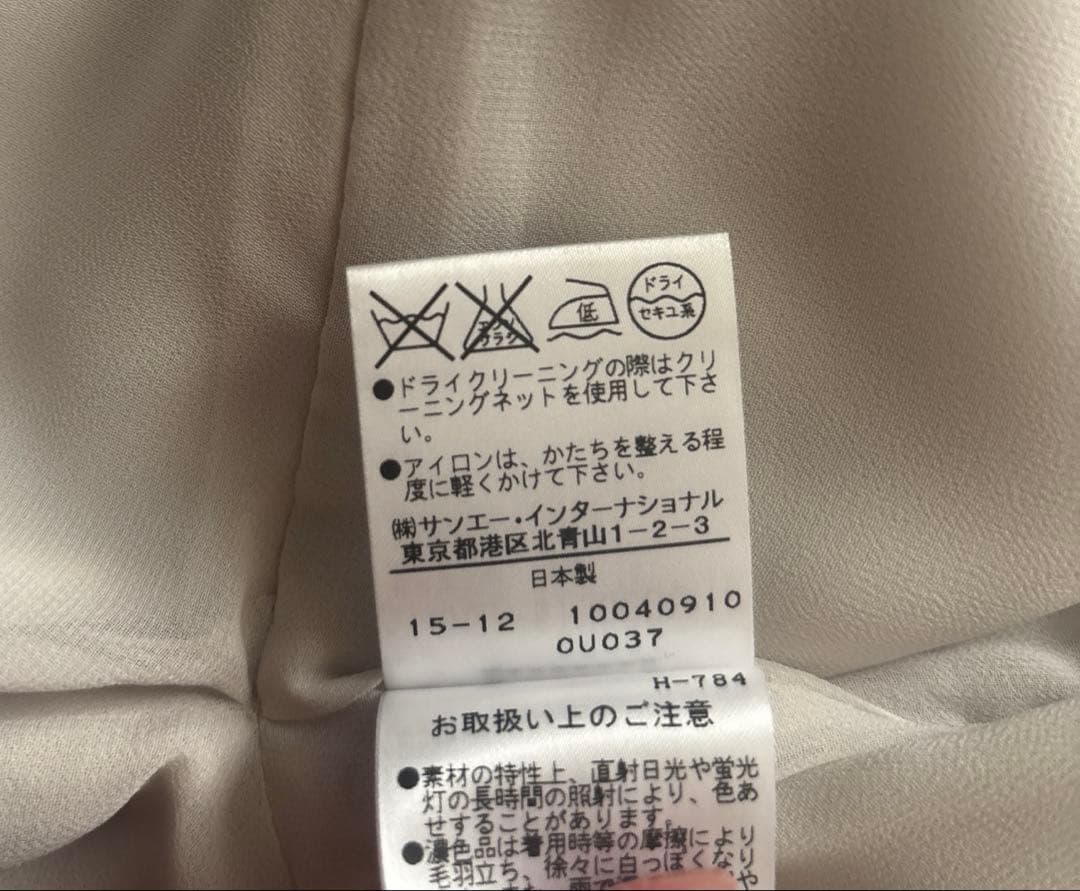 エンソ
サラシ
低
ドライ
セキユ系
●ドライクリーニングの際はクリ
ーニングネットを使用して下さ
い。
●アイロンは、かたちを整える程
度に軽くかけて下さい。
㈱サンエー・インターナショナル
東京都港区北青山1-2-3
日本製
15-12 10040910
0U037
H-784
お取扱い上のご注意
●素材の特性上、直射日光や蛍光
灯の長時間の照射により、色あ
せすることがあります。
●濃色品は着用時等の摩擦により
毛羽立ち、徐々に白っぽくなり